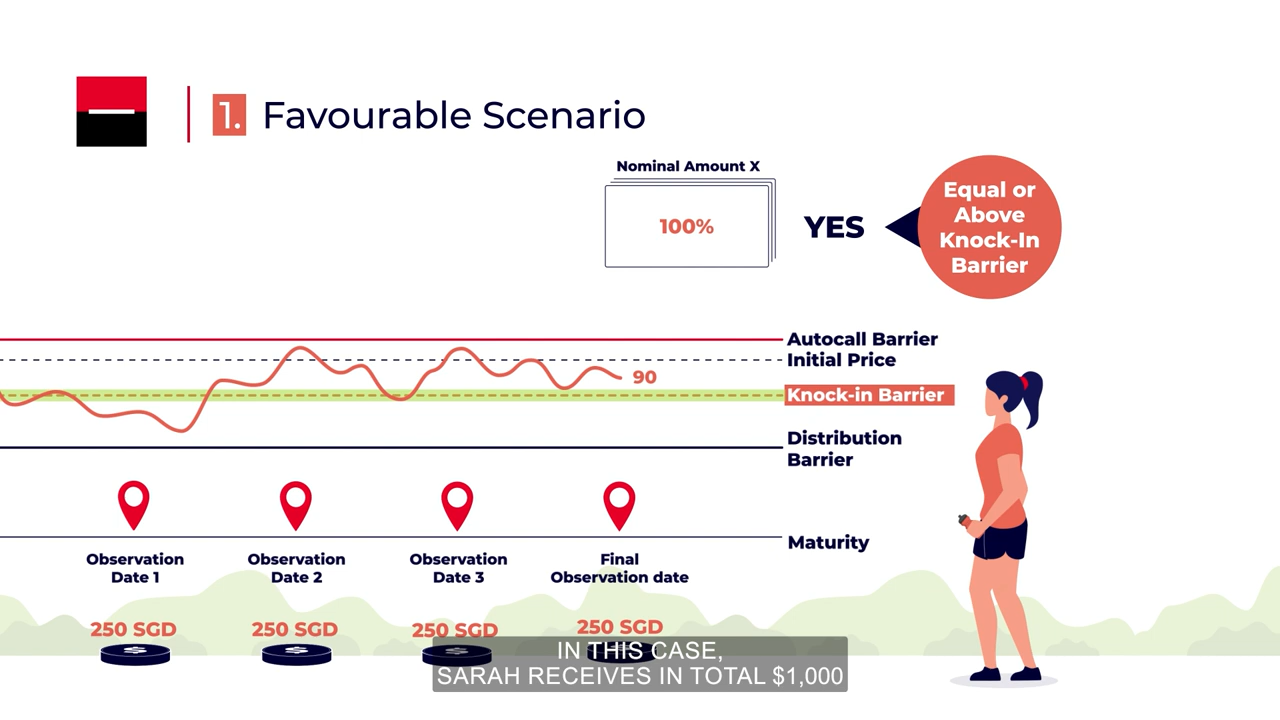 1. Favourable Scenario
Nominal Amount X
100%
YES
Equal or
Above
Knock-In
Barrier
Autocall Barrier
Initial Price
90
Knock-in Barrier
Distribution
Barrier
Maturity
Observation
Date 1
Observation
Date 2
Observation
Date 3
Final
Observation date
250 SGD
250 SGD
250 SGD
250 SGD
IN THIS CASE,
SARAH RECEIVES IN TOTAL $1,000